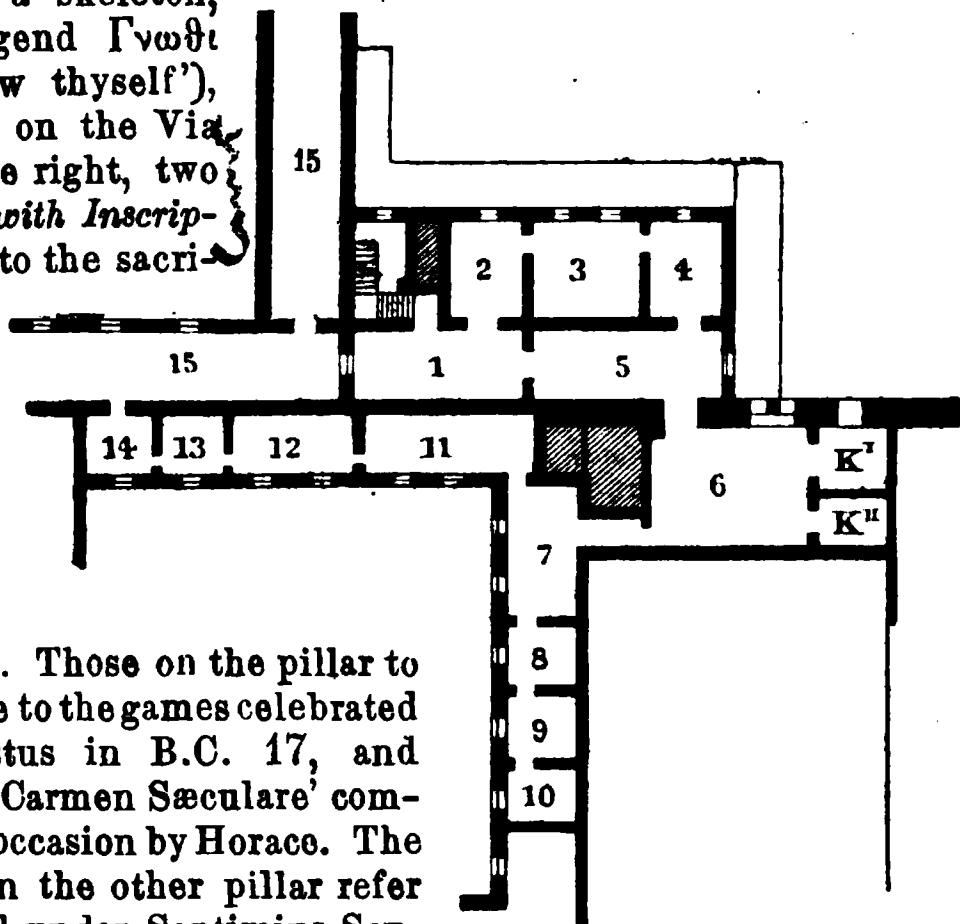 a skeleton,
gend Γνωϑι
w thyself'),
on the Via
e right, two
with Inscrip-
to the sacri-
15
2 3 4
15 1 5
14 13 12 11
6 K^I
K^II
7
8
9
10
. Those on the pillar to
e to the games celebrated
stus in B.C. 17, and
Carmen Sæculare' com-
occasion by Horace. The
n the other pillar refer